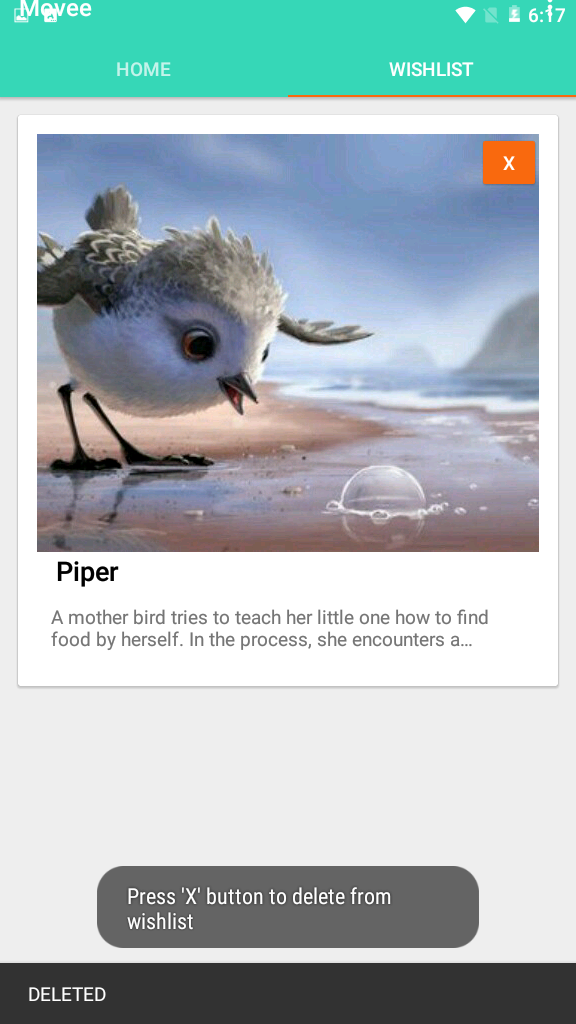 Movee
6:17
HOME
WISHLIST
X
Piper
A mother bird tries to teach her little one how to find
food by herself. In the process, she encounters a…
Press 'X' button to delete from
wishlist
DELETED